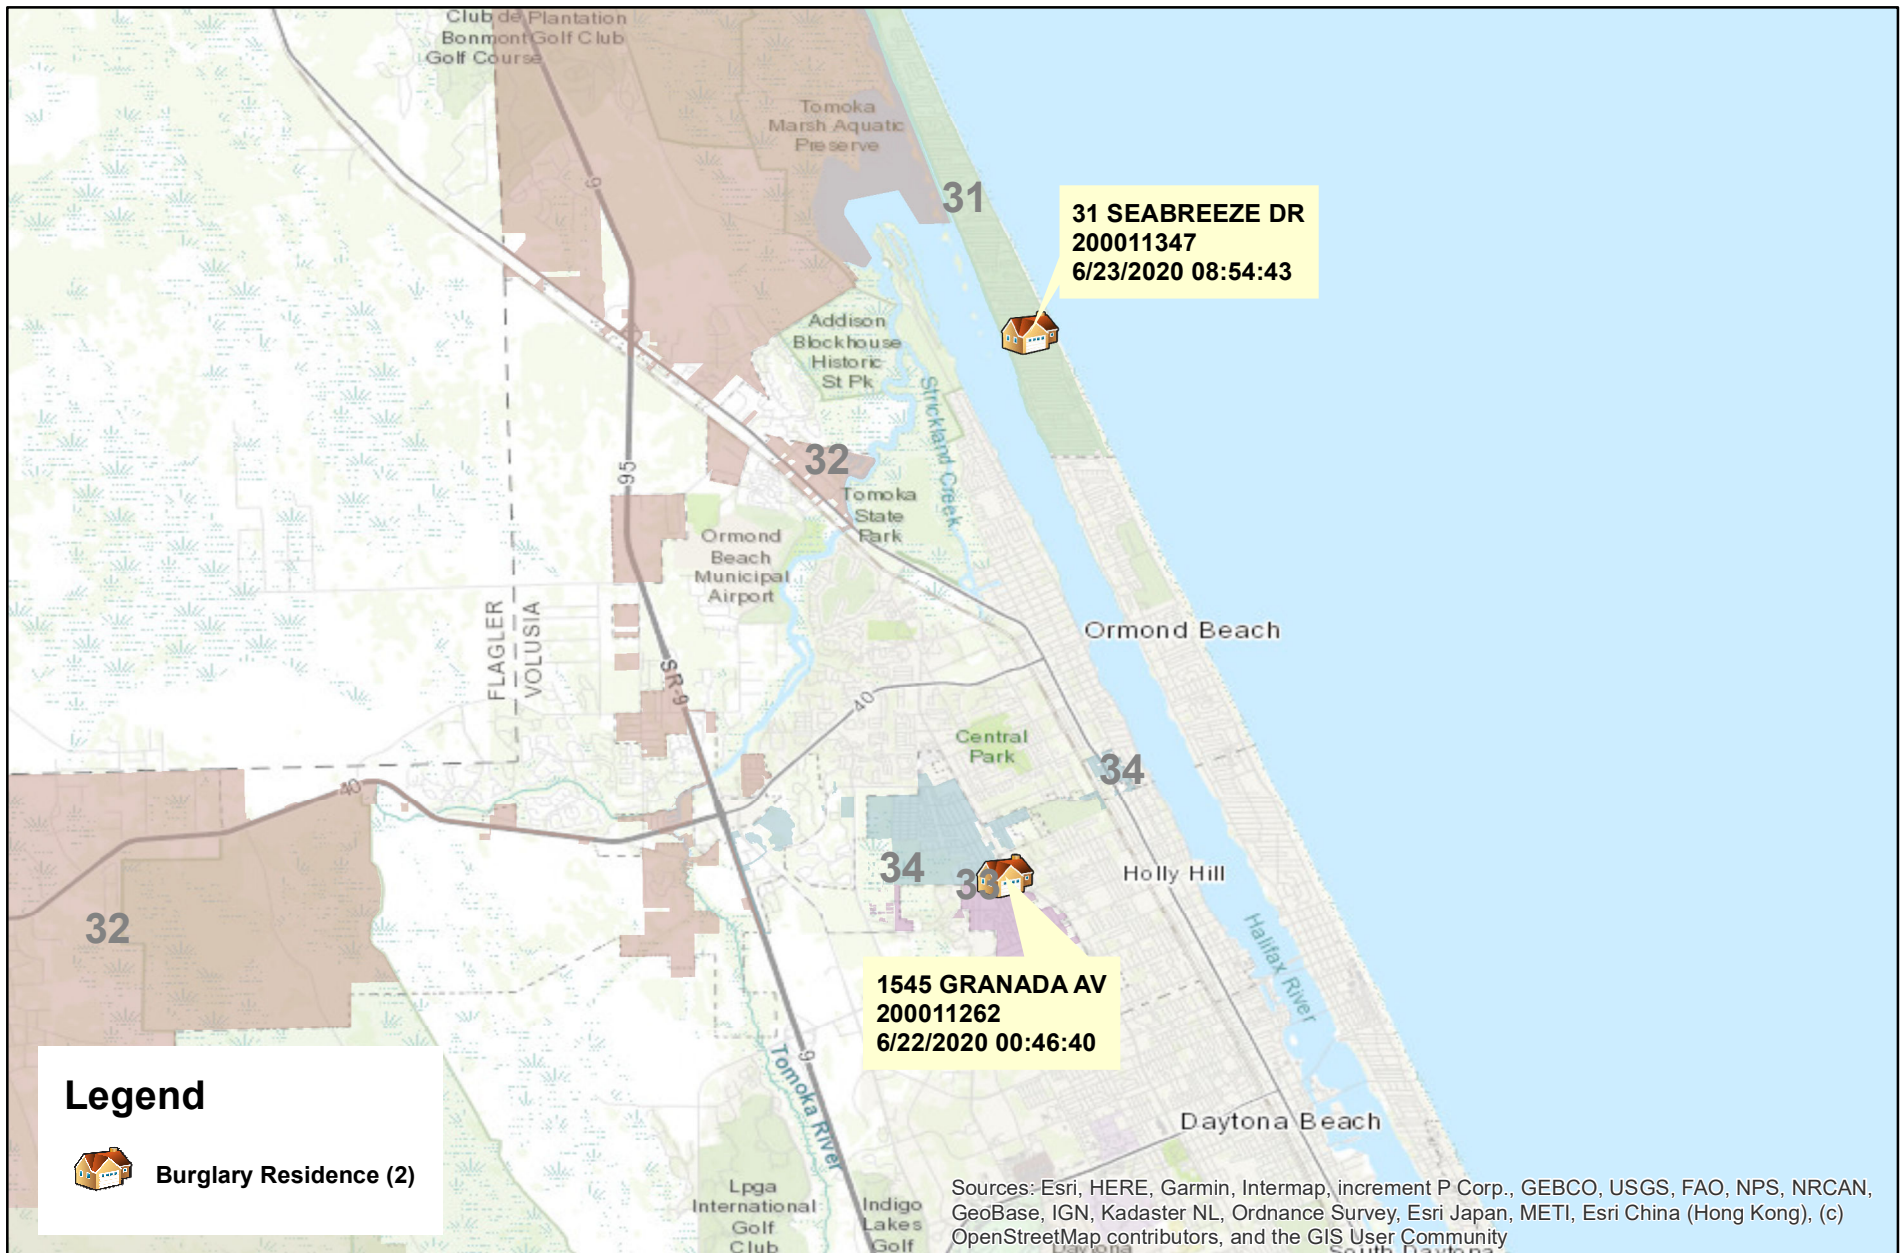 Club de Plantation
Bonmont Golf Club
Golf Course
Tomoka
Marsh Aquatic
Preserve
9
31
31 SEABREEZE DR
200011347
6/23/2020 08:54:43
Addison
Blockhouse
Historic
St Pk
Strickland Creek
32
95
Tomoka
State
Park
Ormond
Beach
Municipal
Airport
FLAGLER
VOLUSIA
SR-9
Ormond Beach
40
Central
Park
34
40
34
33
Holly Hill
32
Halifax River
1545 GRANADA AV
200011262
6/22/2020 00:46:40
9
Tomoka River
Daytona Beach
Legend
Burglary Residence (2)
Lpga
International
Golf
Club
Indigo
Lakes
Golf
Sources: Esri, HERE, Garmin, Intermap, increment P Corp., GEBCO, USGS, FAO, NPS, NRCAN,
GeoBase, IGN, Kadaster NL, Ordnance Survey, Esri Japan, METI, Esri China (Hong Kong), (c)
OpenStreetMap contributors, and the GIS User Community
Daytona
South Daytona